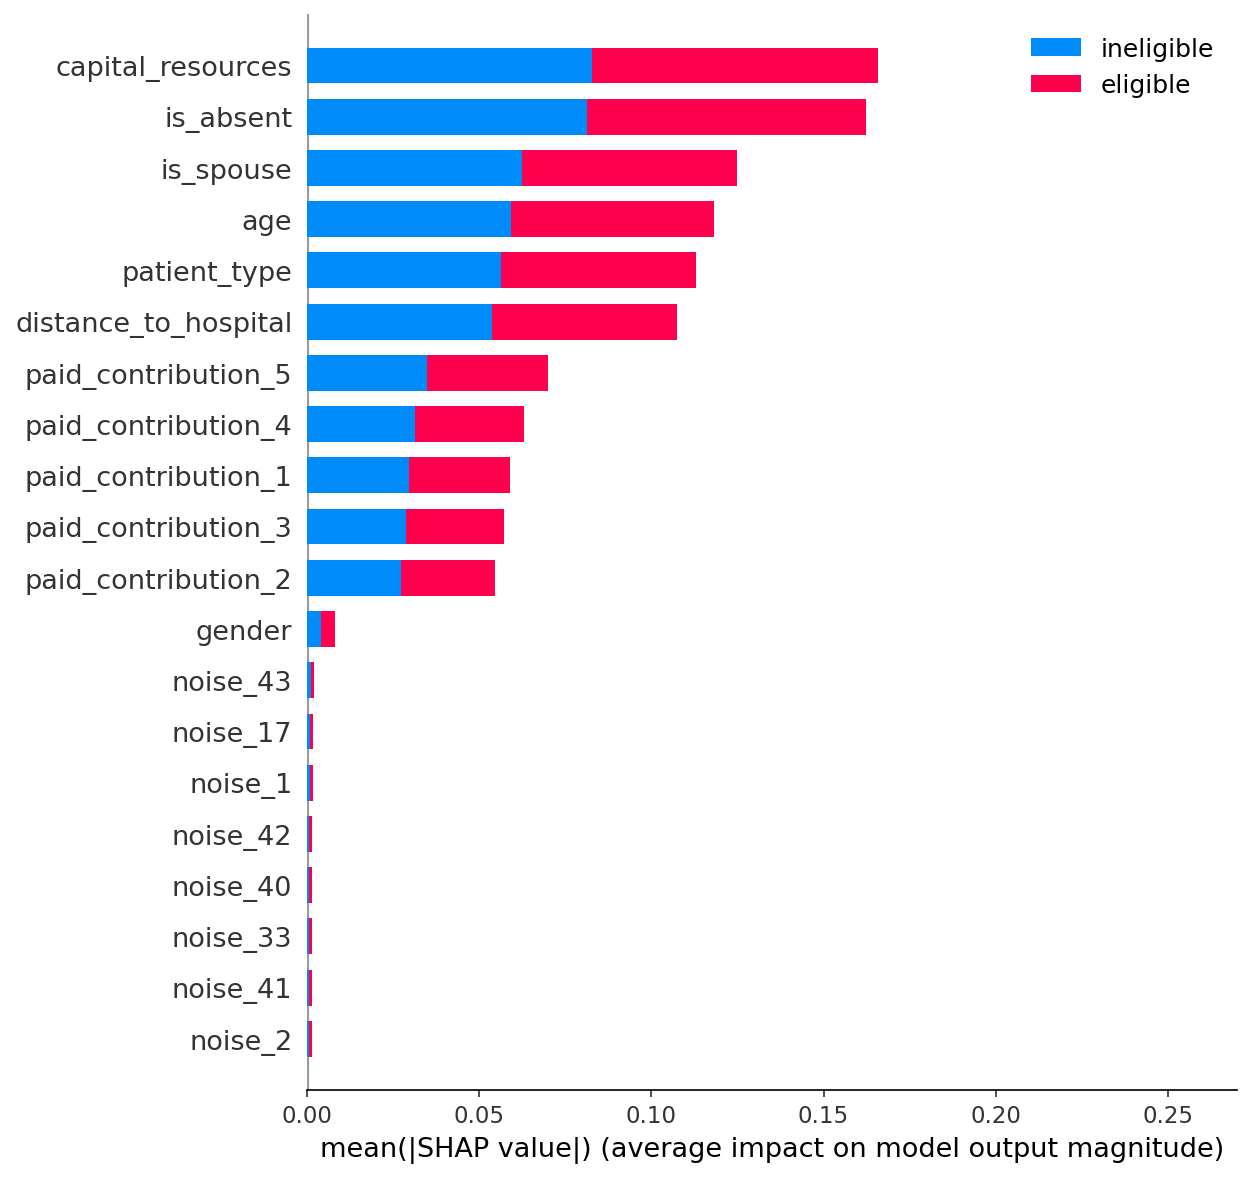 ineligible
eligible
capital_resources
is_absent
is_spouse
age
patient_type
distance_to_hospital
paid_contribution_5
paid_contribution_4
paid_contribution_1
paid_contribution_3
paid_contribution_2
gender
noise_43
noise_17
noise_1
noise_42
noise_40
noise_33
noise_41
noise_2
0.00 0.05 0.10 0.15 0.20 0.25
mean(|SHAP value|) (average impact on model output magnitude)